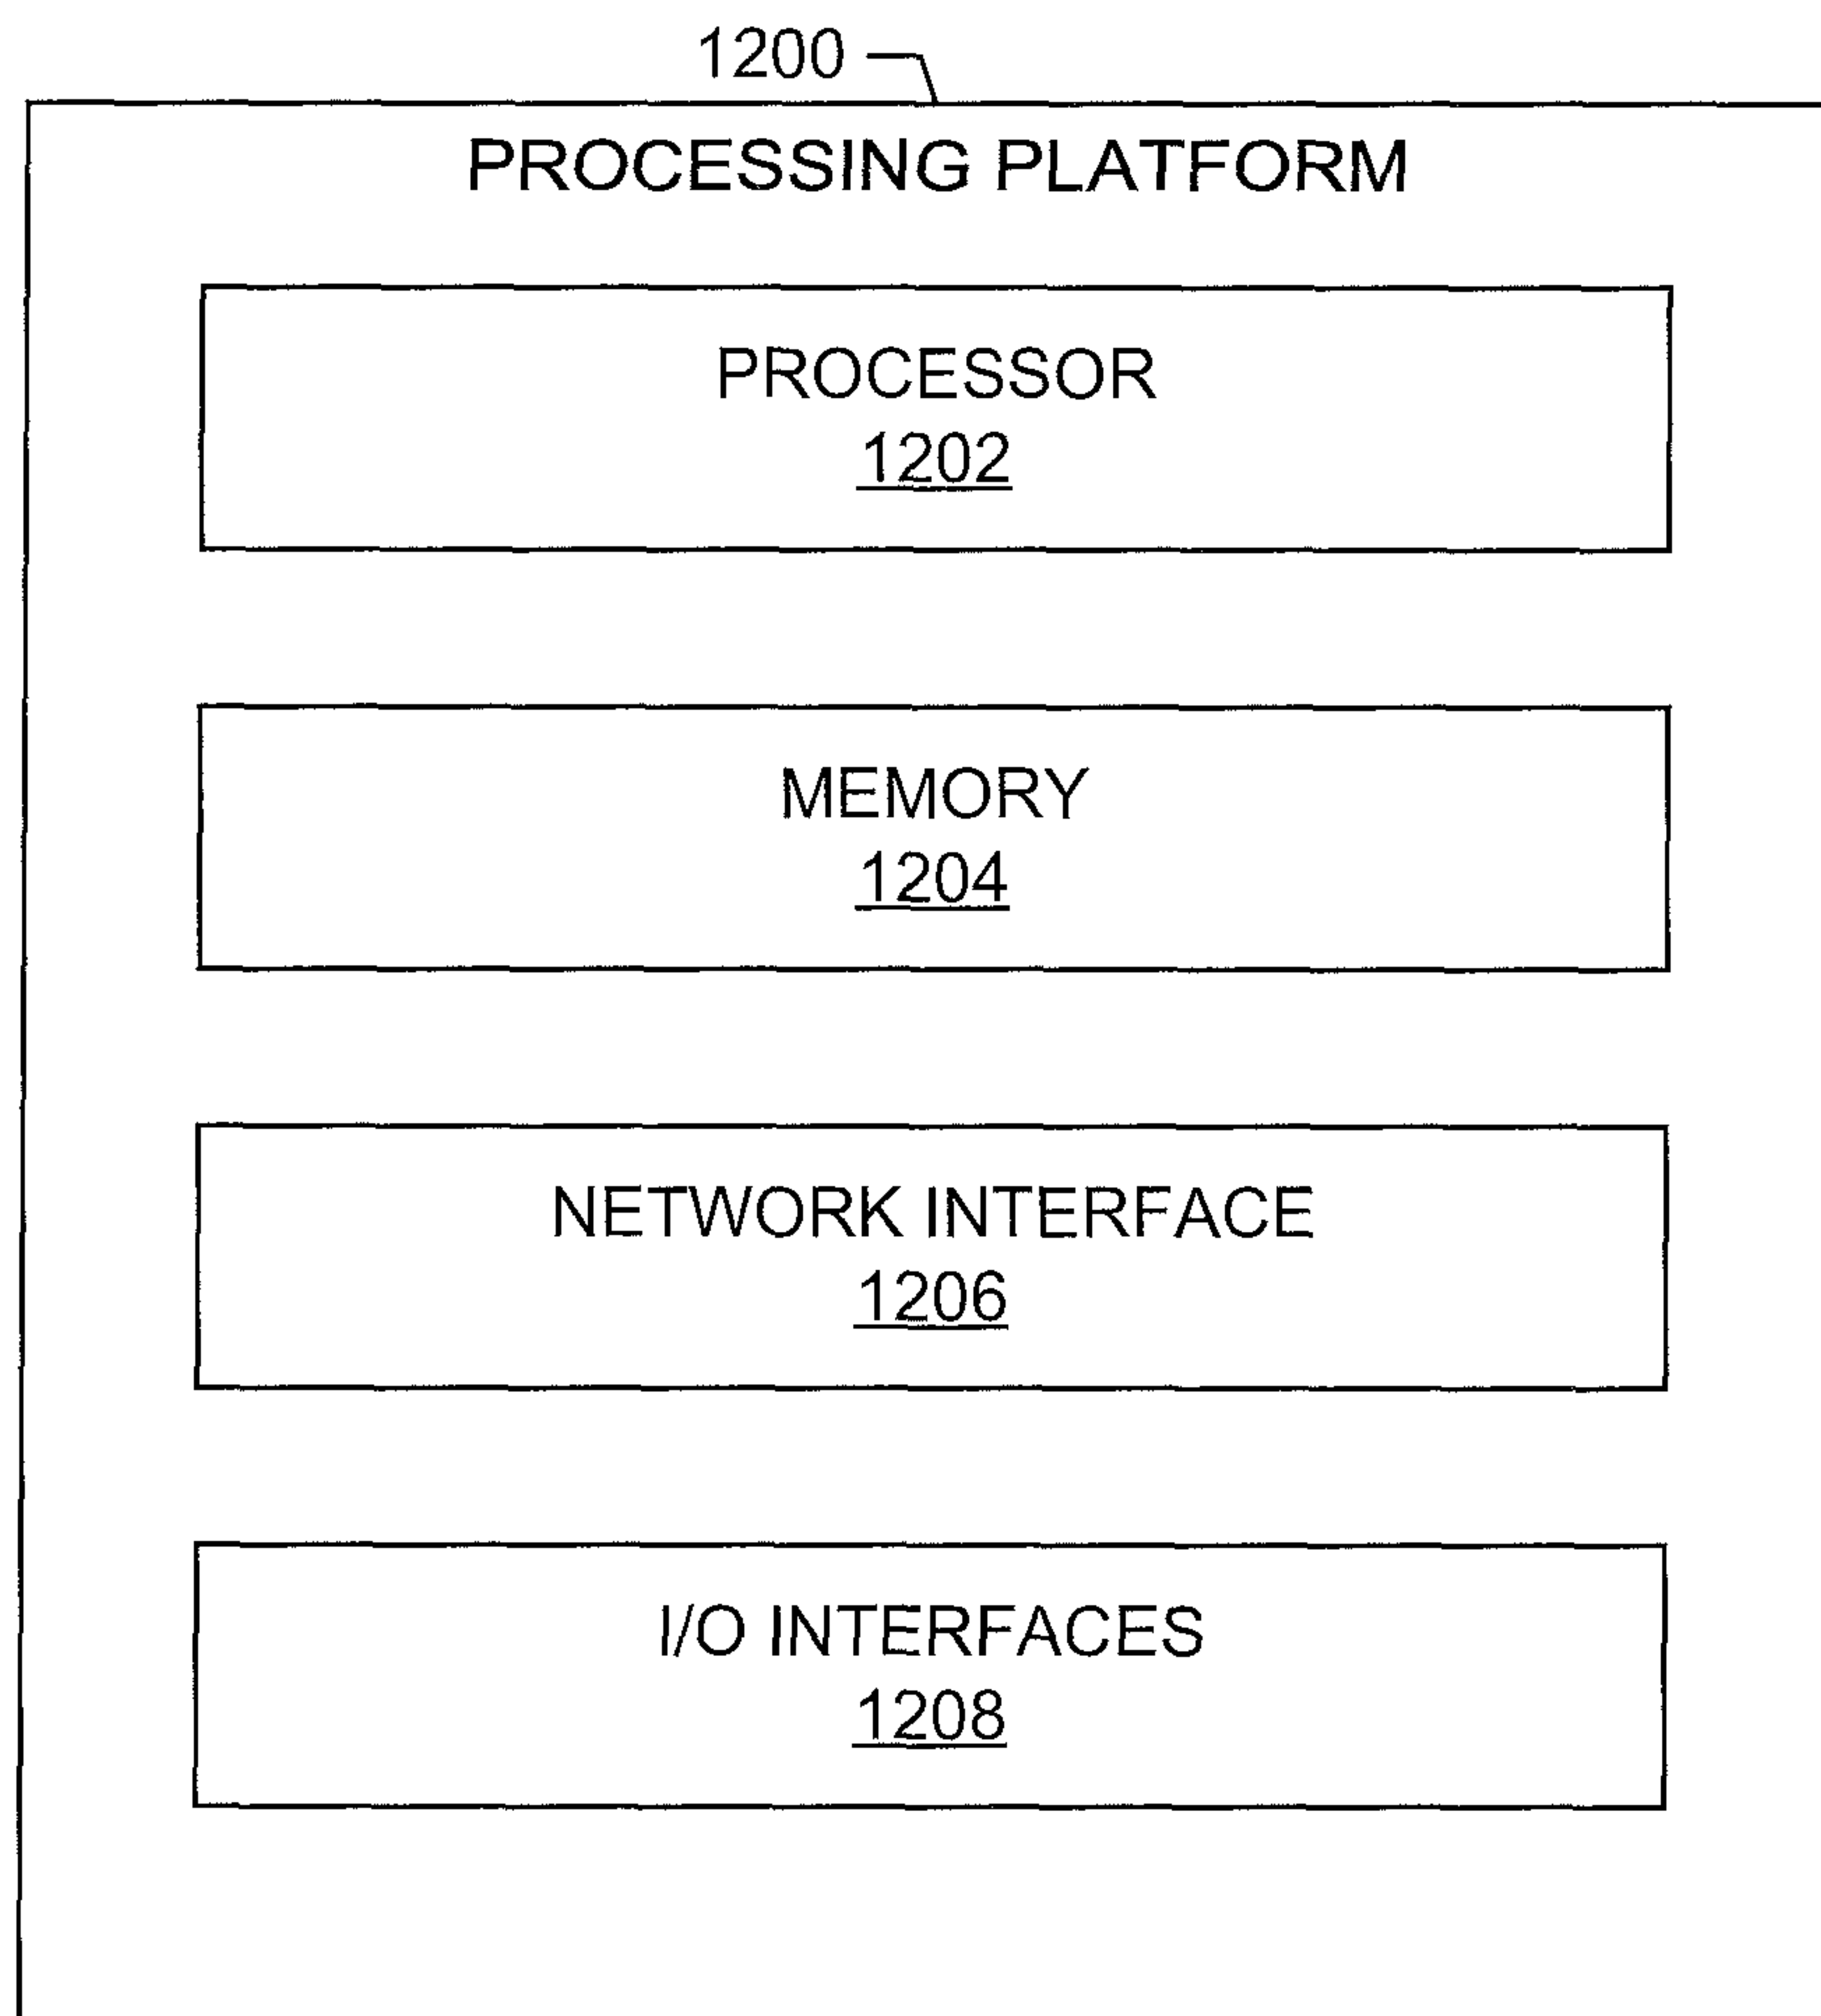 1200
PROCESSING PLATFORM
PROCESSOR
1202
MEMORY
1204
NETWORK INTERFACE
1206
I/O INTERFACES
1208